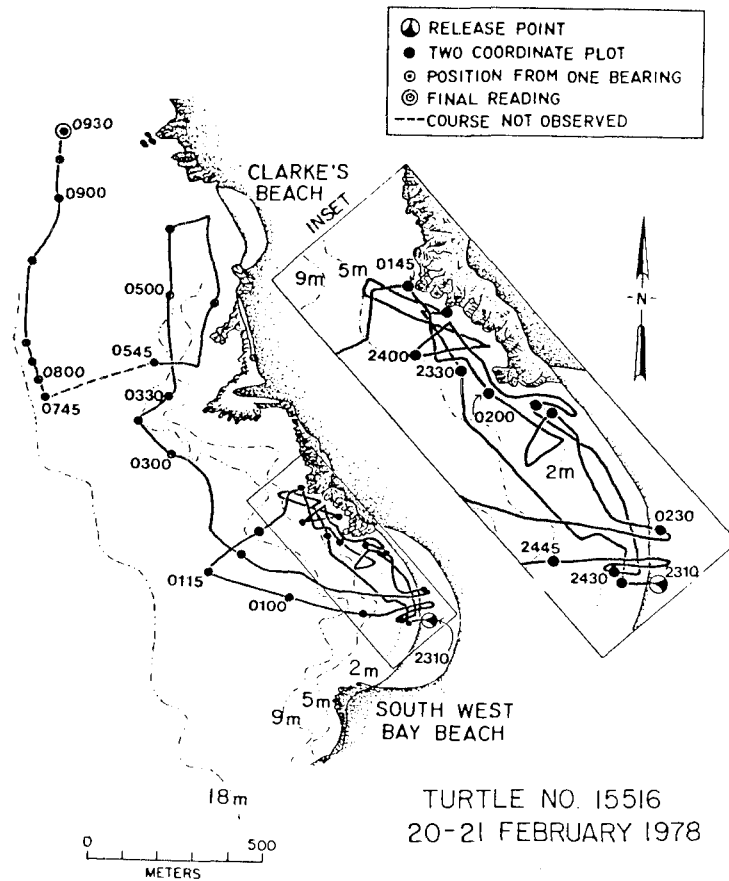 RELEASE POINT
TWO COORDINATE PLOT
POSITION FROM ONE BEARING
FINAL READING
COURSE NOT OBSERVED
0930
0900
CLARKE'S
BEACH
INSET
9m
5m
0145
N
0500
2400
2330
0545
0200
0800
0330
0745
2m
0300
0230
2445
2430
2310
0115
0100
2310
2m
5m
9m
SOUTH WEST
BAY BEACH
18m
TURTLE NO. 15516
20-21 FEBRUARY 1978
0
500
METERS